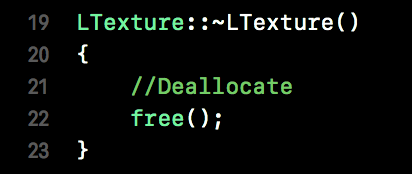 19 LTexture::~LTexture()
20 {
21     //Deallocate
22     free();
23 }